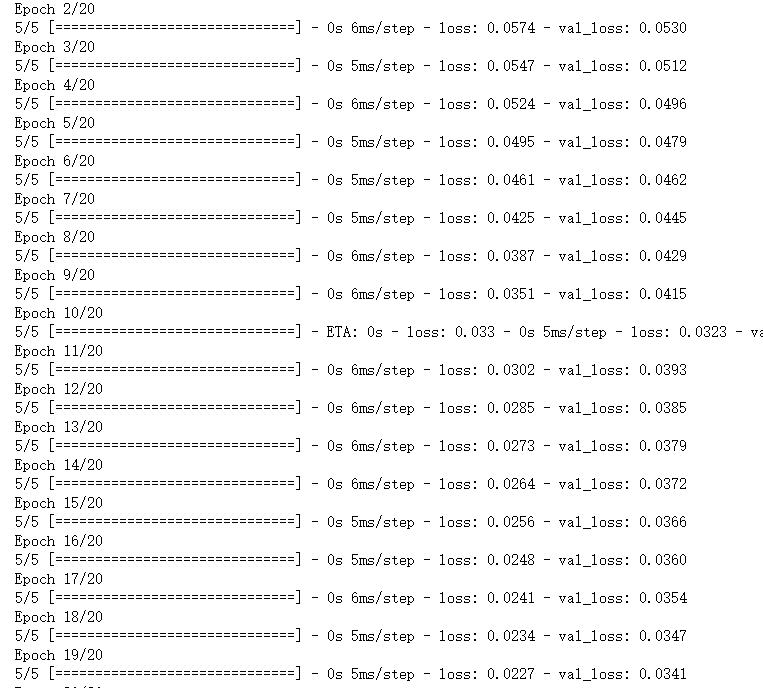 Epoch 2/20
5/5 [==============================] - 0s 6ms/step - loss: 0.0574 - val_loss: 0.0530
Epoch 3/20
5/5 [==============================] - 0s 5ms/step - loss: 0.0547 - val_loss: 0.0512
Epoch 4/20
5/5 [==============================] - 0s 6ms/step - loss: 0.0524 - val_loss: 0.0496
Epoch 5/20
5/5 [==============================] - 0s 5ms/step - loss: 0.0495 - val_loss: 0.0479
Epoch 6/20
5/5 [==============================] - 0s 5ms/step - loss: 0.0461 - val_loss: 0.0462
Epoch 7/20
5/5 [==============================] - 0s 5ms/step - loss: 0.0425 - val_loss: 0.0445
Epoch 8/20
5/5 [==============================] - 0s 6ms/step - loss: 0.0387 - val_loss: 0.0429
Epoch 9/20
5/5 [==============================] - 0s 6ms/step - loss: 0.0351 - val_loss: 0.0415
Epoch 10/20
5/5 [==============================] - ETA: 0s - loss: 0.033 - 0s 5ms/step - loss: 0.0323 - va
Epoch 11/20
5/5 [==============================] - 0s 6ms/step - loss: 0.0302 - val_loss: 0.0393
Epoch 12/20
5/5 [==============================] - 0s 6ms/step - loss: 0.0285 - val_loss: 0.0385
Epoch 13/20
5/5 [==============================] - 0s 6ms/step - loss: 0.0273 - val_loss: 0.0379
Epoch 14/20
5/5 [==============================] - 0s 6ms/step - loss: 0.0264 - val_loss: 0.0372
Epoch 15/20
5/5 [==============================] - 0s 5ms/step - loss: 0.0256 - val_loss: 0.0366
Epoch 16/20
5/5 [==============================] - 0s 5ms/step - loss: 0.0248 - val_loss: 0.0360
Epoch 17/20
5/5 [==============================] - 0s 6ms/step - loss: 0.0241 - val_loss: 0.0354
Epoch 18/20
5/5 [==============================] - 0s 5ms/step - loss: 0.0234 - val_loss: 0.0347
Epoch 19/20
5/5 [==============================] - 0s 5ms/step - loss: 0.0227 - val_loss: 0.0341